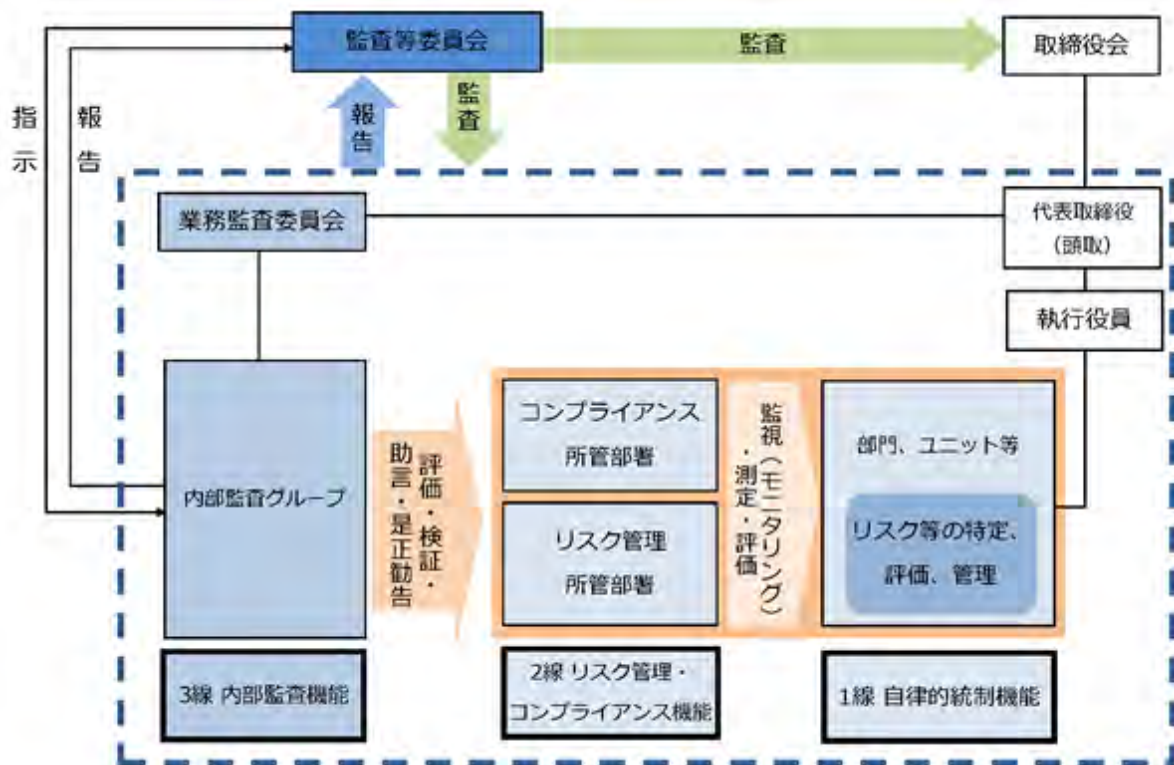 監査等委員会
監査
取締役会
指示
報告
報告
監査
業務監査委員会
代表取締役
（頭取）
執行役員
内部監査グループ
評価・検証・
助言・是正勧告
コンプライアンス
所管部署
リスク管理
所管部署
監視（モニタリング）
・測定・評価
部門、ユニット等
リスク等の特定、
評価、管理
3線 内部監査機能
2線 リスク管理・
コンプライアンス機能
1線 自律的統制機能